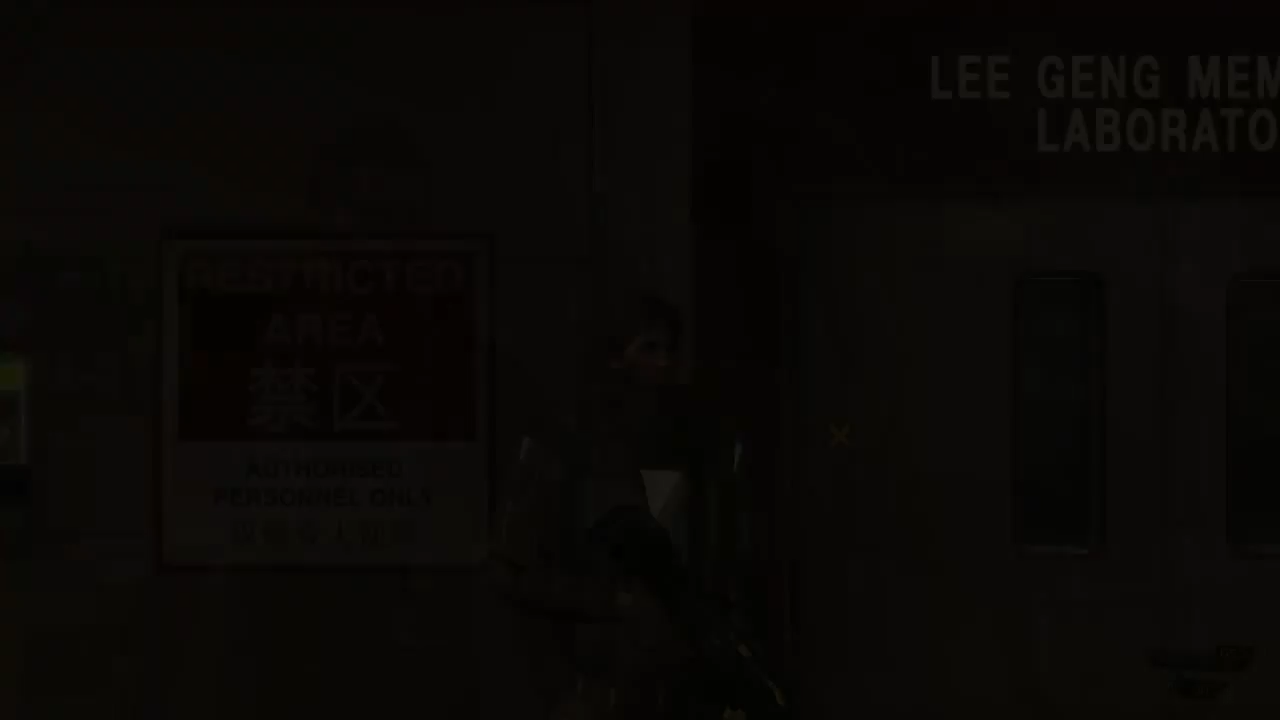 LEE GENG MEM
LABORATO
RESTRICTED
AREA
禁区
AUTHORISED
PERSONNEL ONLY